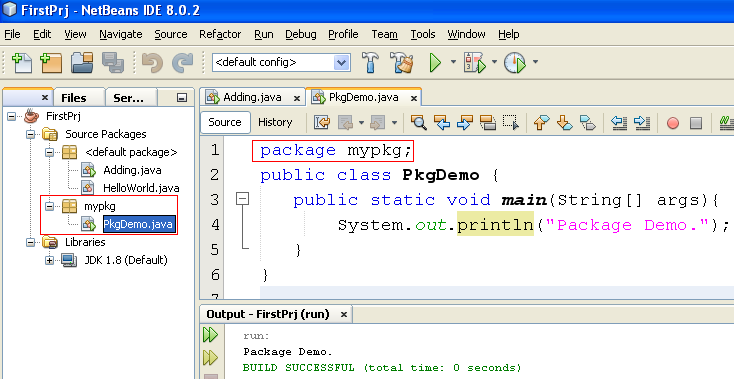 FirstPrj - NetBeans IDE 8.0.2
File Edit View Navigate Source Refactor Run Debug Profile Team Tools Window Help
<default config>
Files Ser...
Adding.java PkgDemo.java
FirstPrj
Source Packages
<default package>
Adding.java
HelloWorld.java
mypkg
PkgDemo.java
Libraries
JDK 1.8 (Default)
Source History
1 package mypkg;
2 public class PkgDemo {
3 public static void main(String[] args){
4 System.out.println("Package Demo.");
5 }
6 }
7
Output - FirstPrj (run)
run:
Package Demo.
BUILD SUCCESSFUL (total time: 0 seconds)